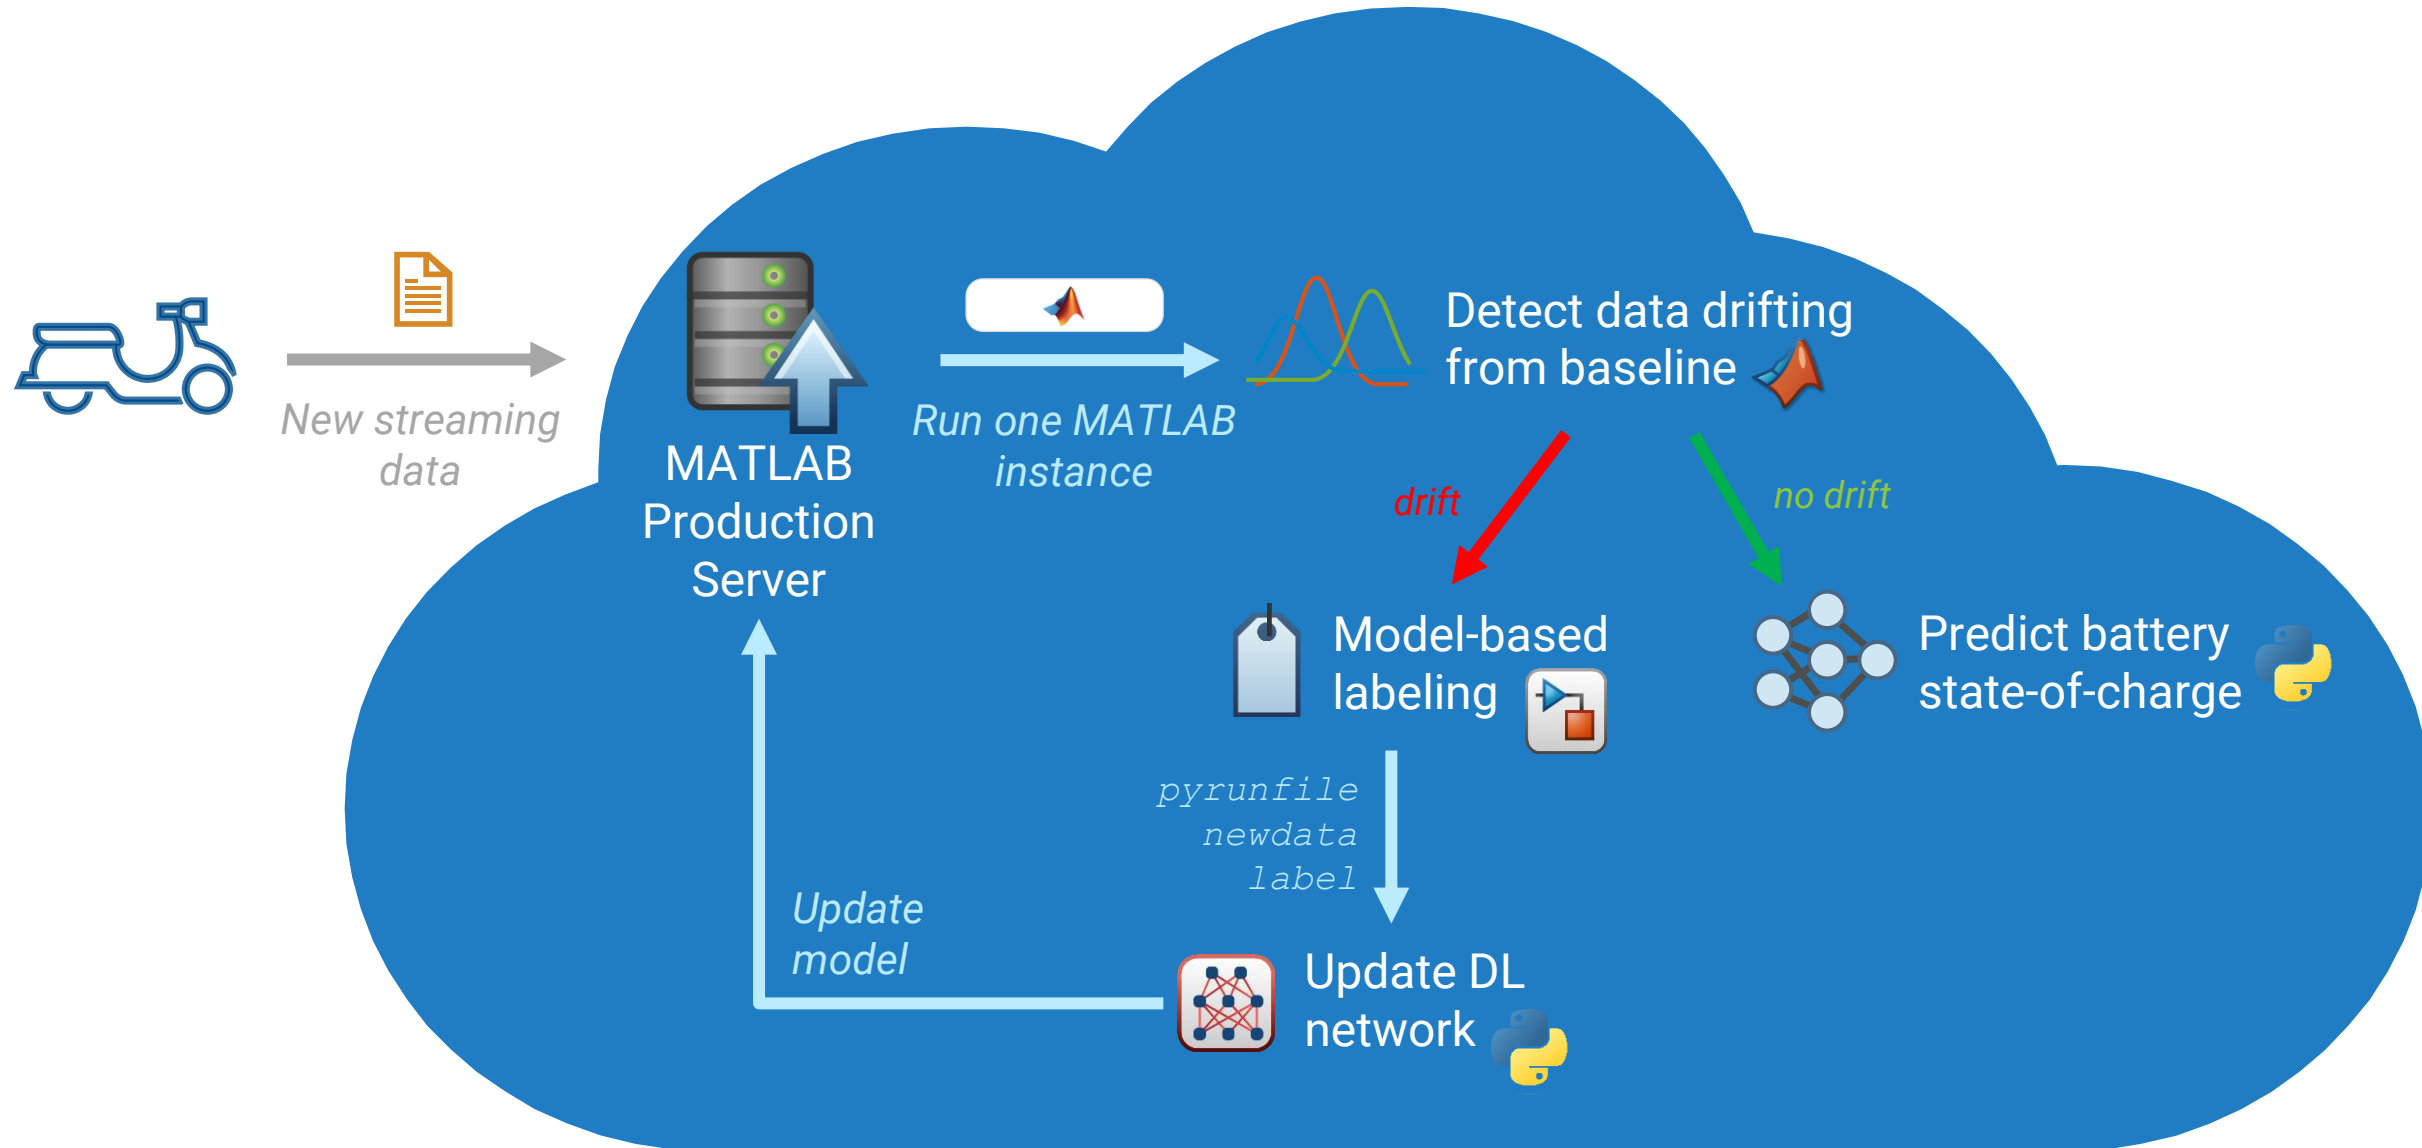 New streaming
data
MATLAB
Production
Server
Run one MATLAB
instance
Detect data drifting
from baseline
drift
no drift
Model-based
labeling
Predict battery
state-of-charge
pyrunfile
newdata
label
Update DL
network
Update
model